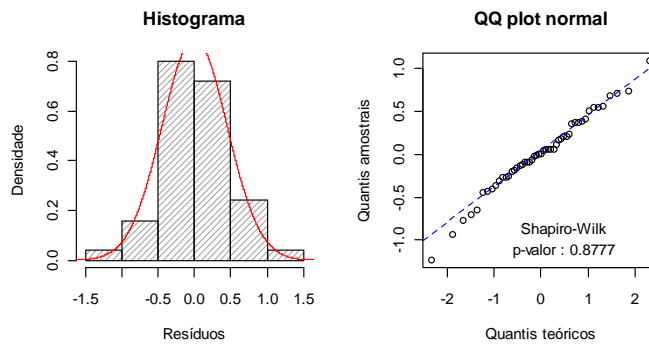 Histograma
Densidade
0.0
0.2
0.4
0.6
0.8
-1.5
-0.5
0.0
0.5
1.0
1.5
Resíduos
QQ plot normal
Quantis amostrais
-1.0
-0.5
0.0
0.5
1.0
Shapiro-Wilk
p-valor : 0.8777
-2
-1
0
1
2
Quantis teóricos